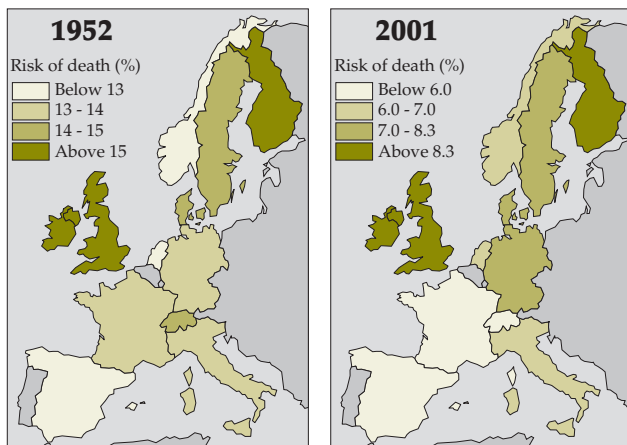 1952
Risk of death (%)
Below 13
13 - 14
14 - 15
Above 15
2001
Risk of death (%)
Below 6.0
6.0 - 7.0
7.0 - 8.3
Above 8.3